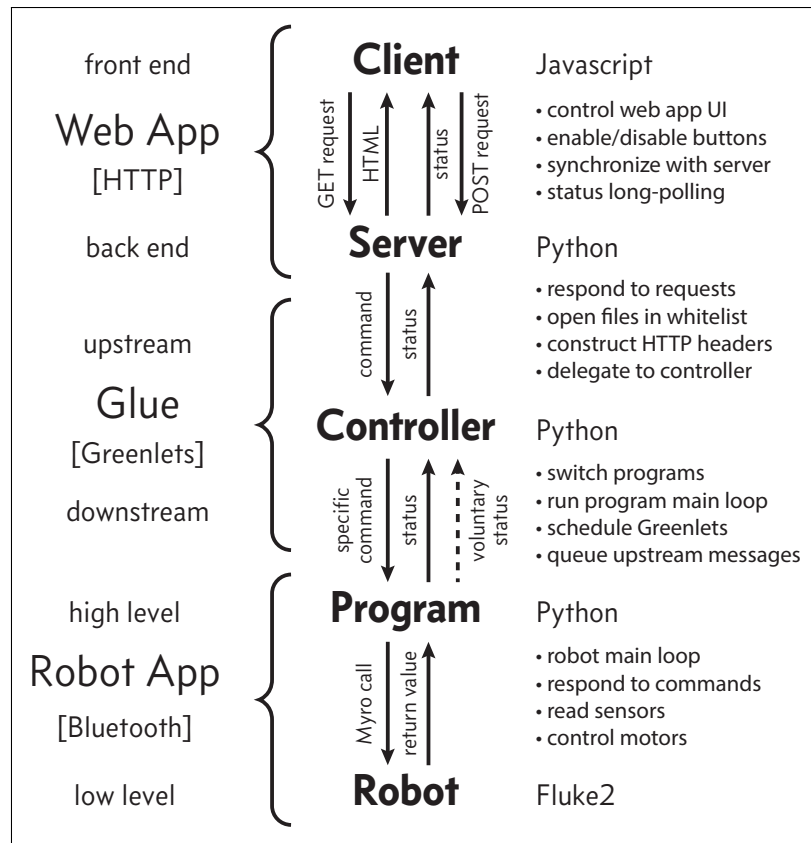 front end
Client
Javascript
Web App
[HTTP]
GET request
HTML
status
POST request
• control web app UI
• enable/disable buttons
• synchronize with server
• status long-polling
back end
Server
Python
upstream
command
status
• respond to requests
• open files in whitelist
• construct HTTP headers
• delegate to controller
Glue
[Greenlets]
Controller
Python
downstream
specific
command
status
voluntary
status
• switch programs
• run program main loop
• schedule Greenlets
• queue upstream messages
high level
Program
Python
Robot App
[Bluetooth]
Myro call
return value
• robot main loop
• respond to commands
• read sensors
• control motors
low level
Robot
Fluke2